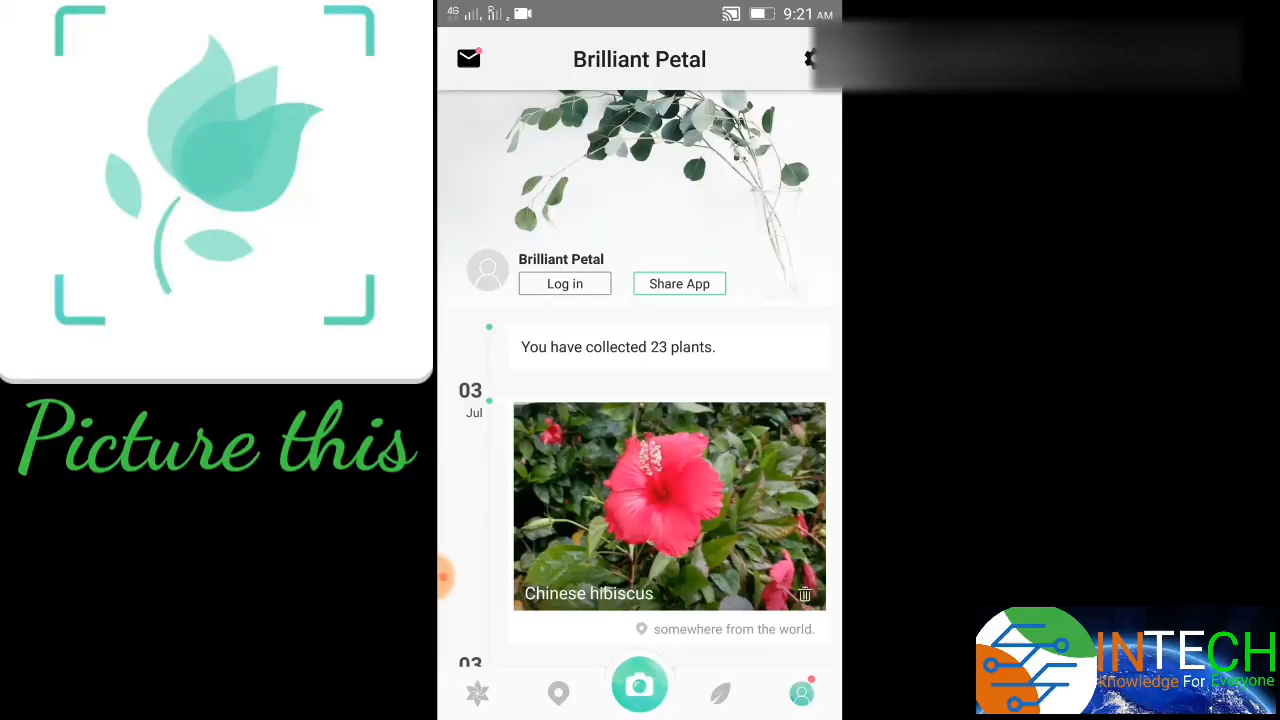 Picture this
4G R 2 9:21 AM
Brilliant Petal
Brilliant Petal
Log in
Share App
You have collected 23 plants.
03
Jul
Chinese hibiscus
somewhere from the world.
03
INTECH
Knowledge For Everyone